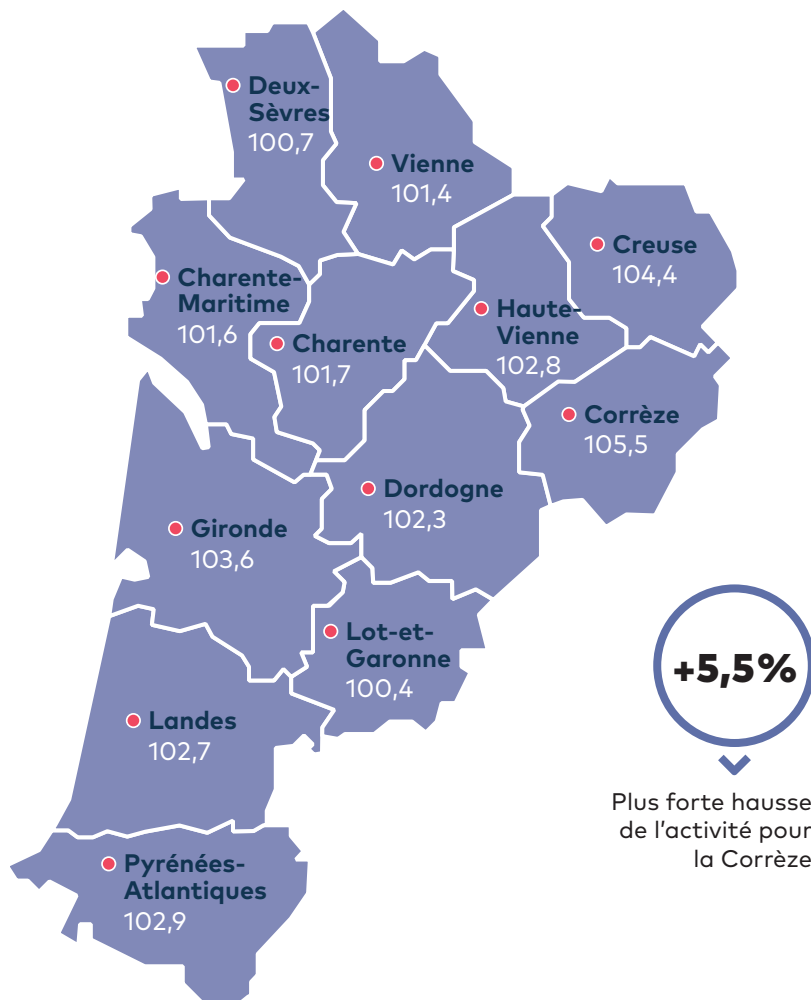 Deux-
Sèvres
100,7
Vienne
101,4
Creuse
104,4
Charente-
Maritime
101,6
Charente
101,7
Haute-
Vienne
102,8
Corrèze
105,5
Dordogne
102,3
Gironde
103,6
Lot-et-
Garonne
100,4
+5,5%
Plus forte hausse
de l'activité pour
la Corrèze
Landes
102,7
Pyrénées-
Atlantiques
102,9